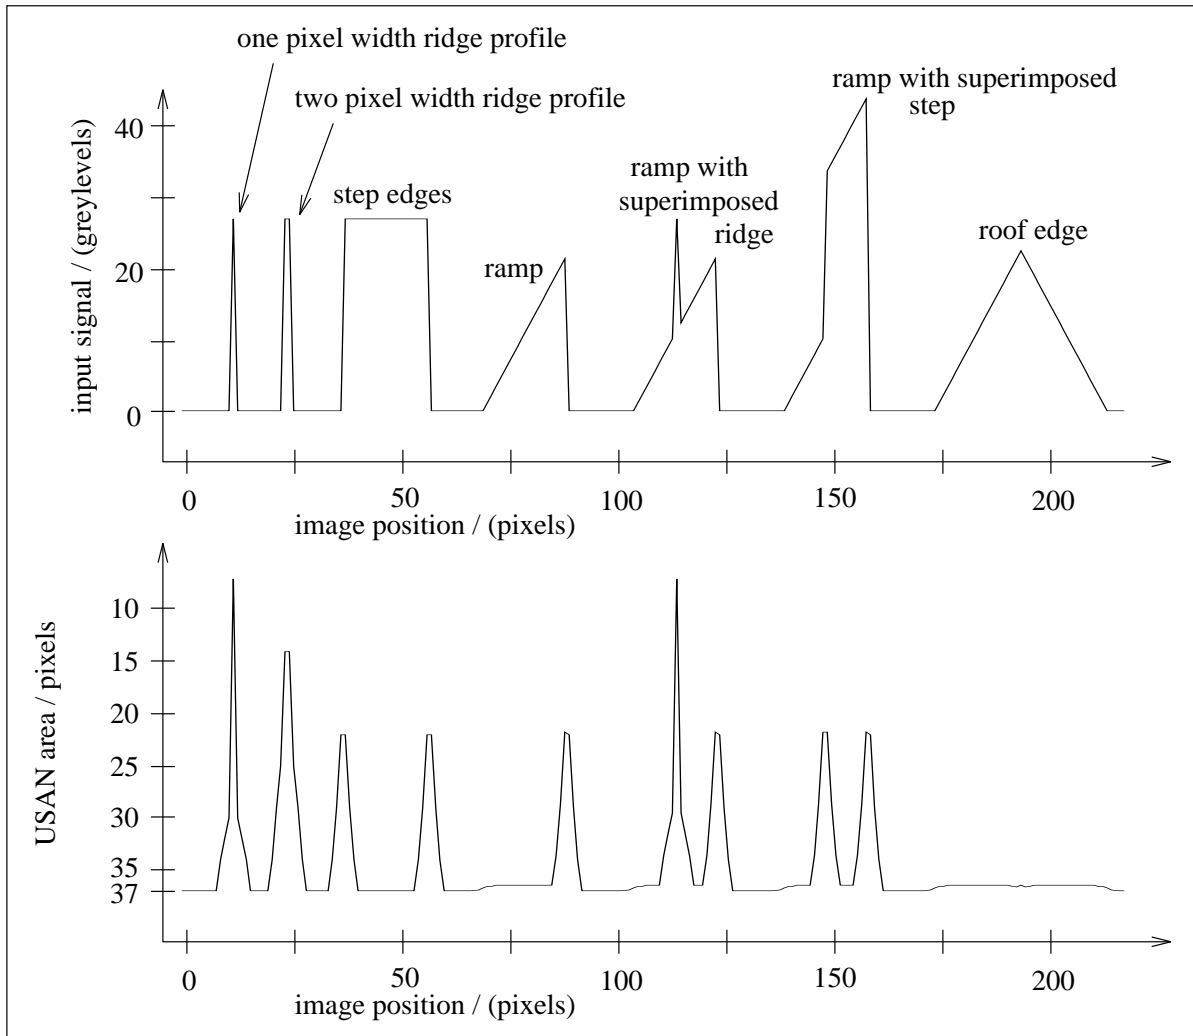 one pixel width ridge profile
two pixel width ridge profile
ramp with superimposed
step
40
step edges
ramp with
superimposed
ridge
roof edge
ramp
20
0
input signal / (greylevels)
0
50
100
150
200
image position / (pixels)
10
15
20
25
30
35
37
USAN area / pixels
0
50
100
150
200
image position / (pixels)